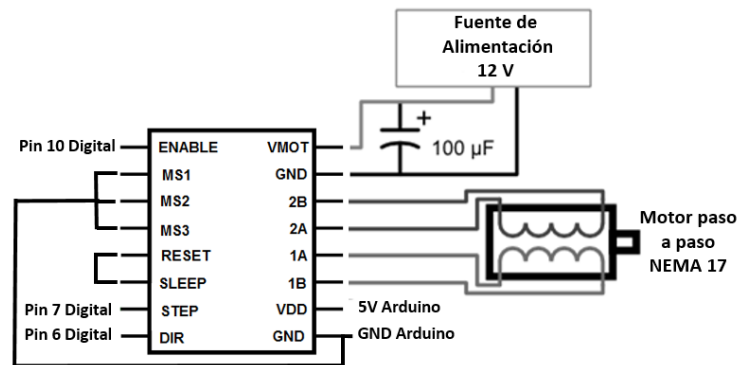 Fuente de
Alimentación
12 V
+
100 µF
Pin 10 Digital
ENABLE
MS1
MS2
MS3
RESET
SLEEP
Pin 7 Digital
STEP
Pin 6 Digital
DIR
VMOT
GND
2B
2A
1A
1B
VDD
5V Arduino
GND
GND Arduino
Motor paso
a paso
NEMA 17